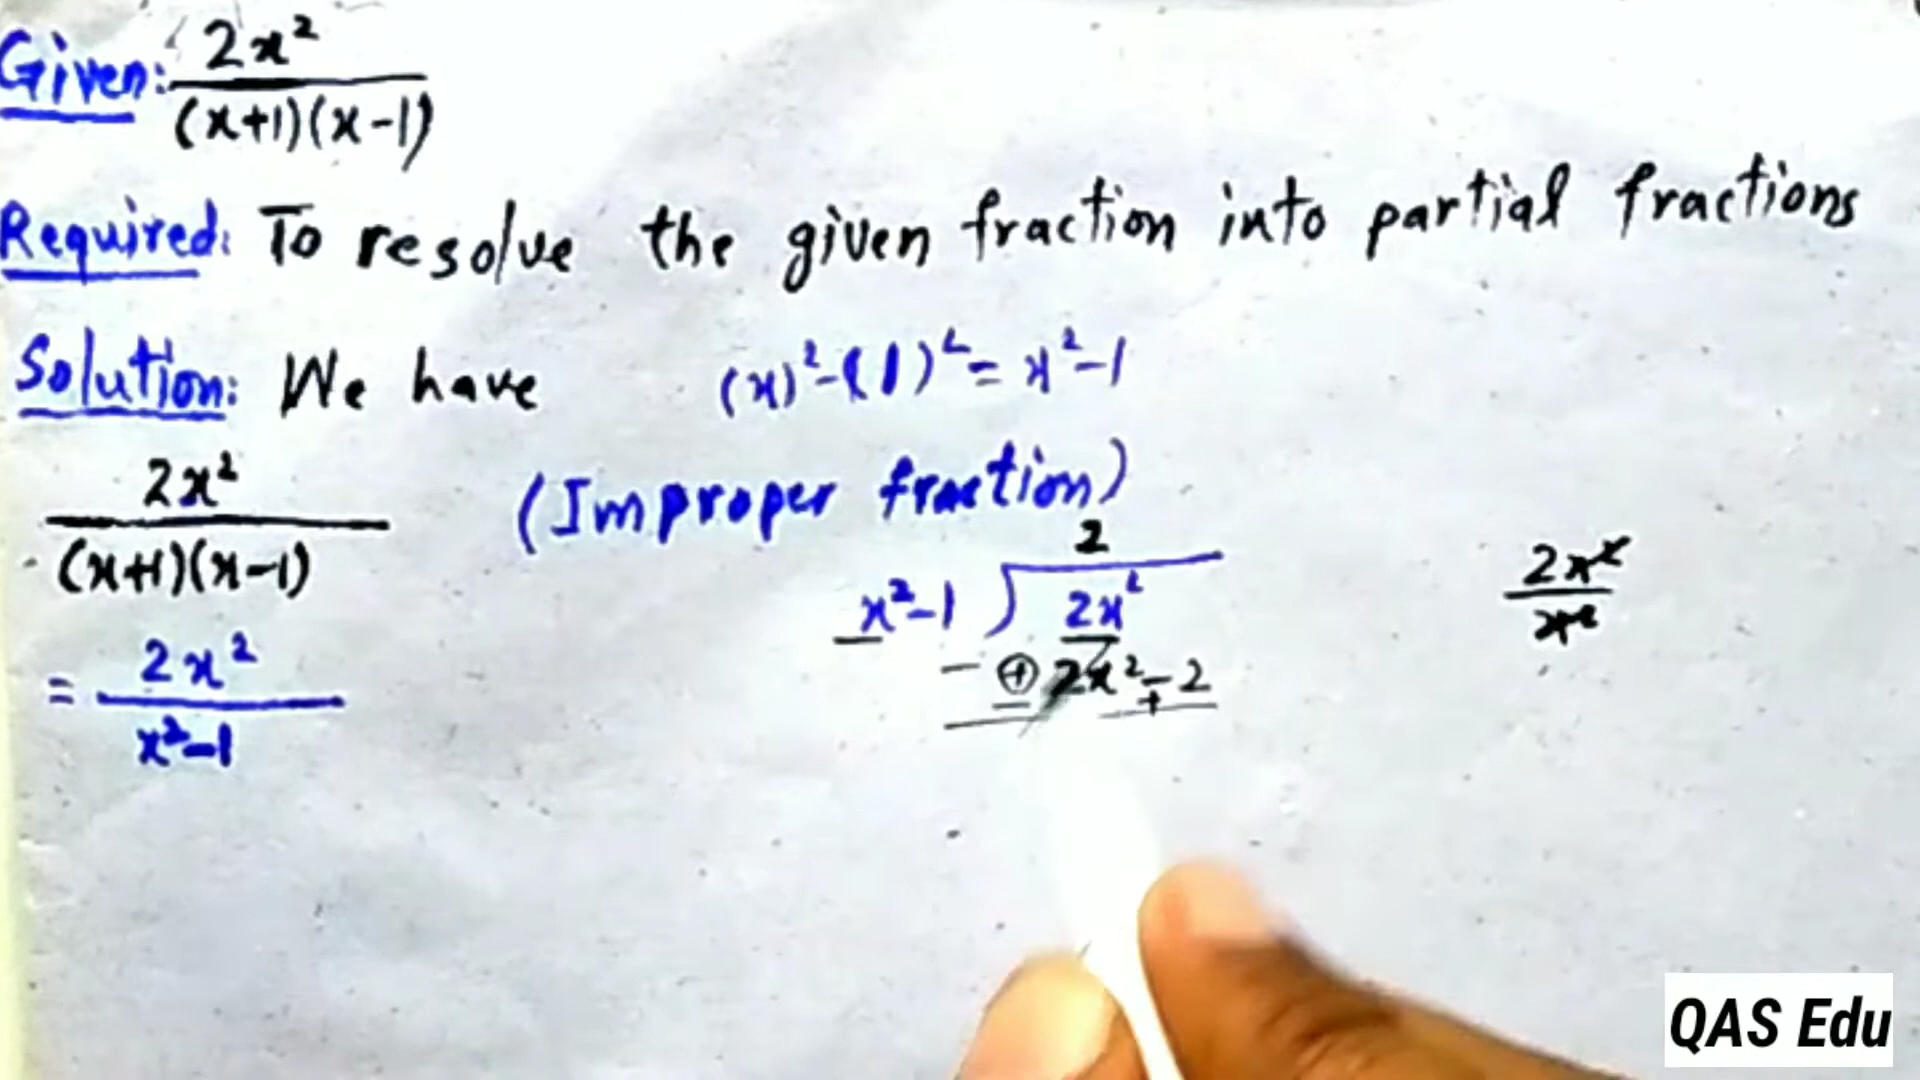 Given: 2x²
(x+1)(x-1)
Required: To resolve the given fraction into partial fractions
Solution: We have (x)²-(1)²= x²-1
2x² (Improper fraction)
(x+1)(x-1)
2
x²-1 ) 2x²
2x²
x²
- ⊕ 2x² - 2
- +
= 2x²
x²-1
QAS Edu